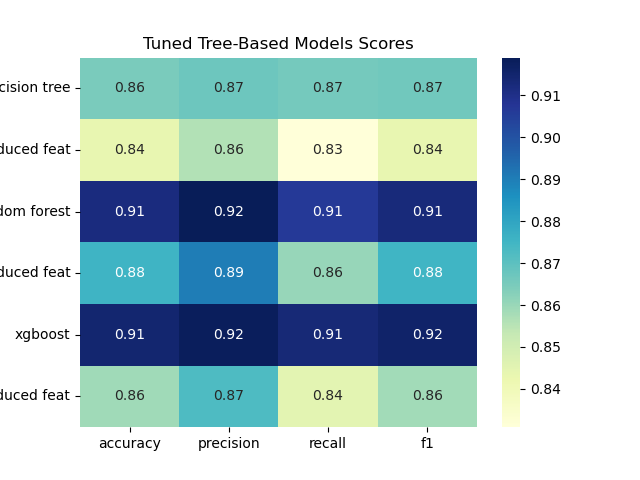 Tuned Tree-Based Models Scores
cision tree 0.86 0.87 0.87 0.87
duced feat 0.84 0.86 0.83 0.84
dom forest 0.91 0.92 0.91 0.91
duced feat 0.88 0.89 0.86 0.88
xgboost 0.91 0.92 0.91 0.92
duced feat 0.86 0.87 0.84 0.86
accuracy precision recall f1
0.91
0.90
0.89
0.88
0.87
0.86
0.85
0.84